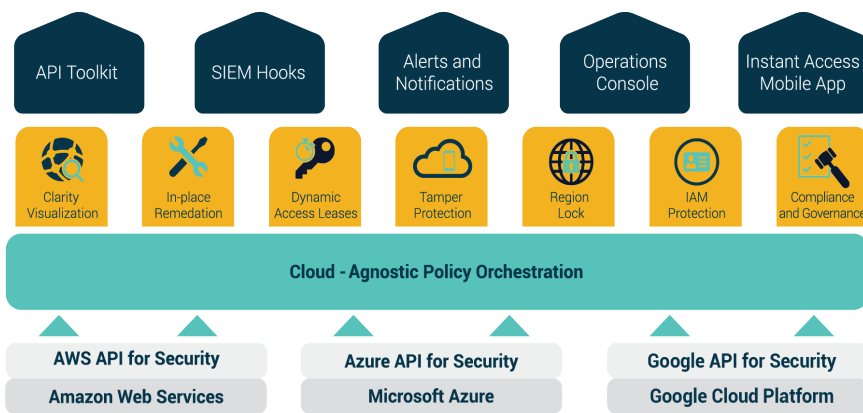 API Toolkit
SIEM Hooks
Alerts and
Notifications
Operations
Console
Instant Access
Mobile App
Clarity
Visualization
In-place
Remedation
Dynamic
Access Leases
Tamper
Protection
Region
Lock
IAM
Protection
Compliance
and Governance
Cloud - Agnostic Policy Orchestration
AWS API for Security
Azure API for Security
Google API for Security
Amazon Web Services
Microsoft Azure
Google Cloud Platform